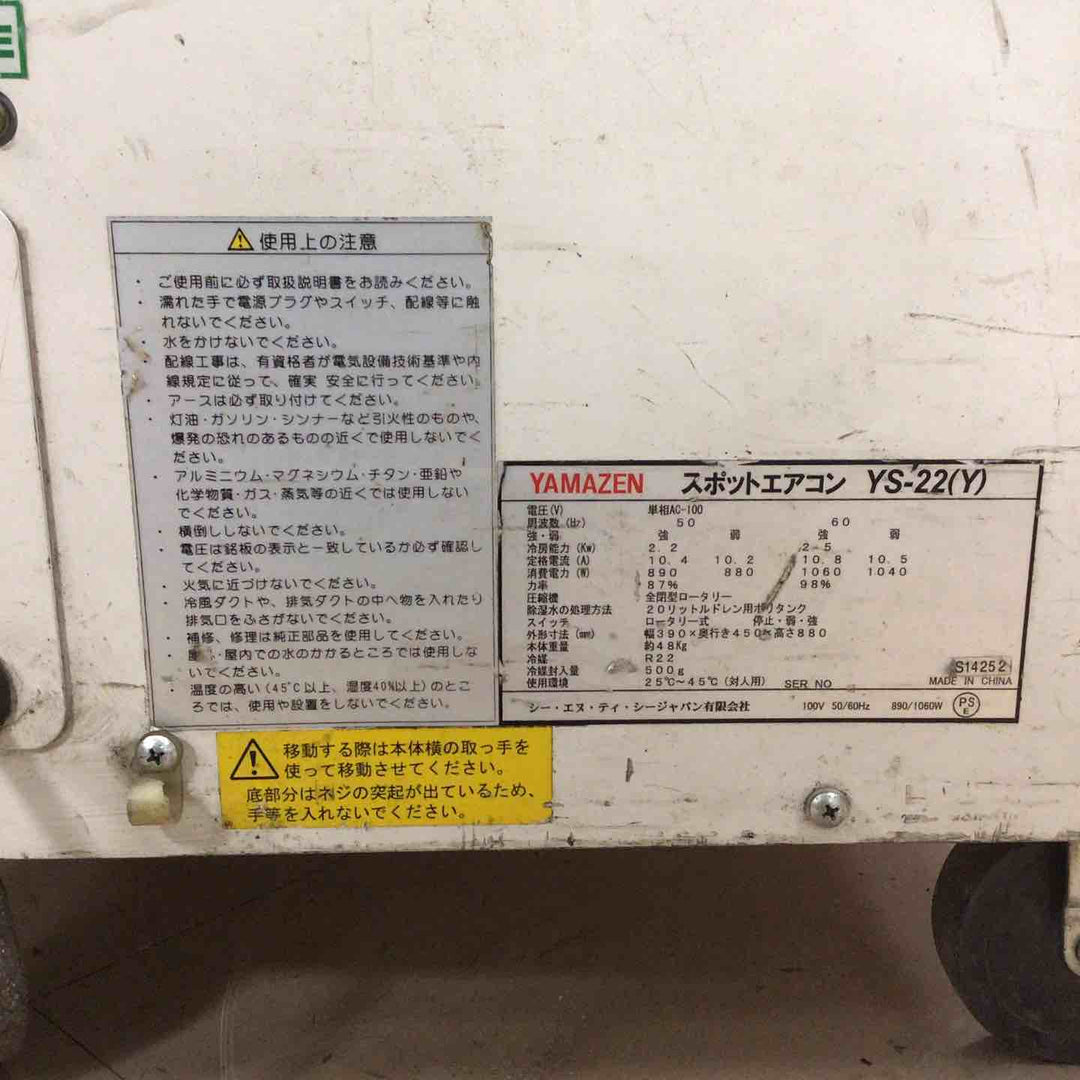 使用上の注意
・ ご使用前に必ず取扱説明書をお読みください。
・ 濡れた手で電源プラグやスイッチ、配線等に触
れないでください。
・ 水をかけないでください。
・ 配線工事は、有資格者が電気設備技術基準や内
線規定に従って、確実 安全に行ってください。
・ アースは必ず取り付けてください。
・ 灯油・ガソリン・シンナーなど引火性のものや、
爆発の恐れのあるものの近くで使用しないでく
ださい。
・ アルミニウム・マグネシウム・チタン・亜鉛や
化学物質・ガス・蒸気等の近くでは使用しない
でください。
・ 横倒ししないでください。
・ 電圧は銘板の表示と一致しているか必ず確認し
てください。
・ 火気に近づけないでください。
・ 冷風ダクトや、排気ダクトの中へ物を入れたり
排気口をふさがないでください。
・ 補修、修理は純正部品を使用してください。
・ 屋 ・屋内での水のかかるところでは使用しな
いでください。
・ 温度の高い（45℃以上、湿度40%以上）のとこ
ろでは、使用や設置をしないでください。
YAMAZEN スポットエアコン YS-22(Y)
電圧(V) 単相AC-100
周波数(Hz) 50 60
強・弱 強 弱 強 弱
冷房能力(Kw) 2.2 2.5
定格電流(A) 10.4 10.2 10.8 10.5
消費電力(W) 890 880 1060 1040
力率 87% 98%
圧縮機 全閉型ロータリー
除湿水の処理方法 20リットルドレン用ポリタンク
スイッチ ロータリー式 停止・弱・強
外形寸法(mm) 幅390×奥行き450×高さ880
本体重量 約48Kg
冷媒 R22
冷媒封入量 500g
使用環境 25℃～45℃（対人用） SER NO S14252
MADE IN CHINA
シー・エヌ・ティ・シージャパン有限会社 100V 50/60Hz 890/1060W PSE
移動する際は本体横の取っ手を
使って移動させてください。
底部分はネジの突起が出ているため、
手等を入れないでください。